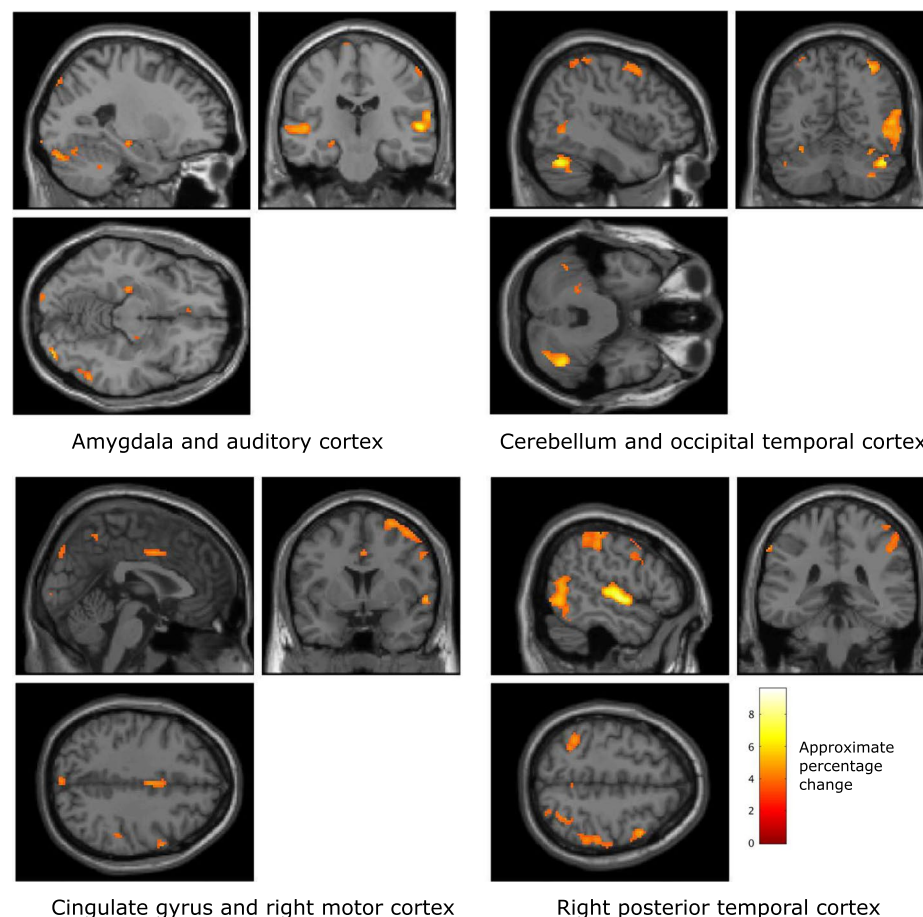 Amygdala and auditory cortex
Cerebellum and occipital temporal cortex
8
6
4
2
0
Approximate
percentage
change
Cingulate gyrus and right motor cortex
Right posterior temporal cortex